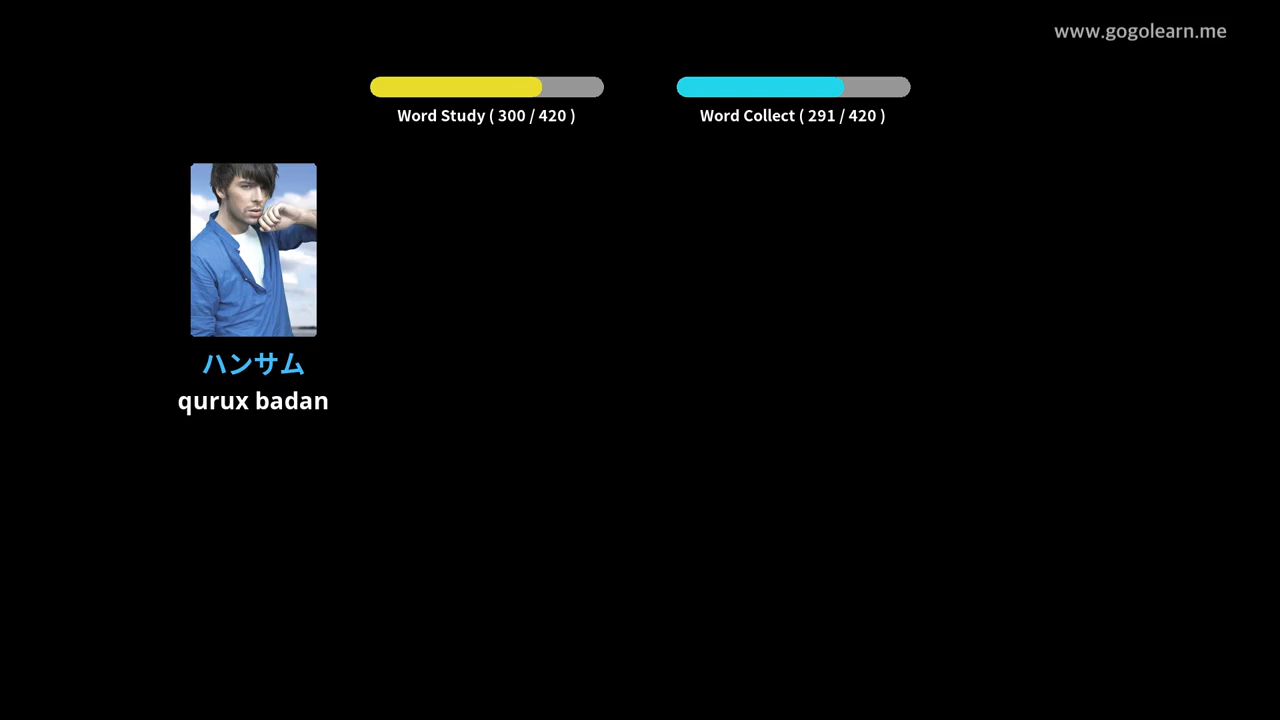 www.gogolearn.me
Word Study ( 300 / 420 )
Word Collect ( 291 / 420 )
ハンサム
qurux badan